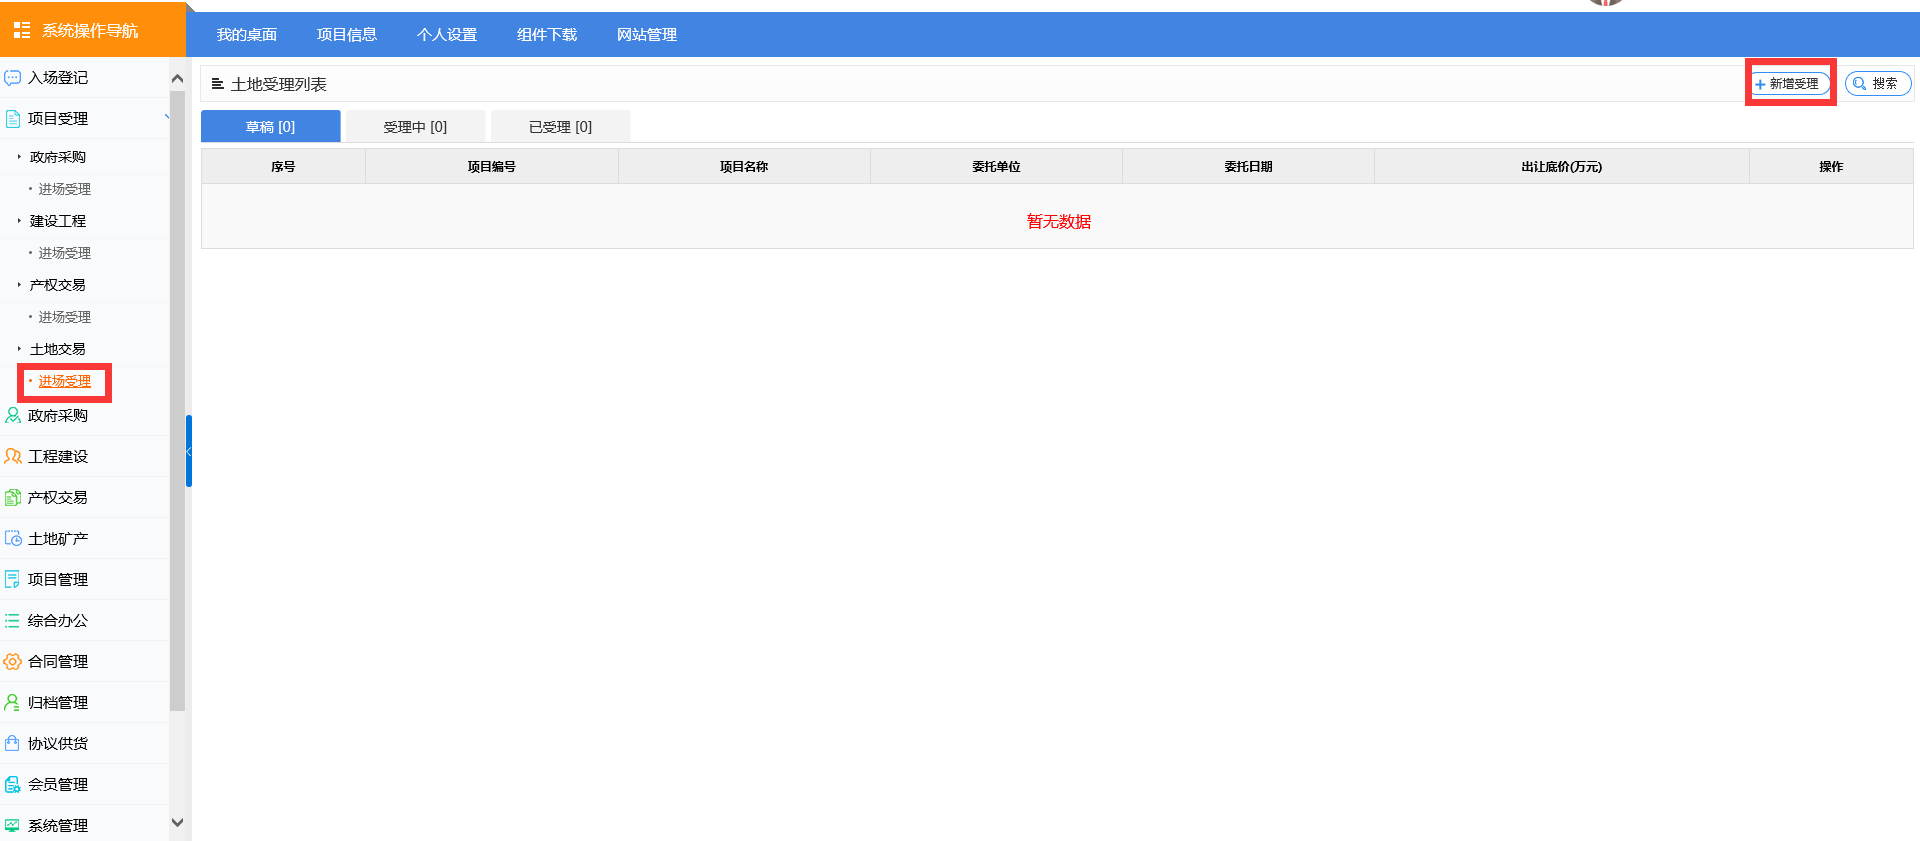 系统操作导航
我的桌面 项目信息 个人设置 组件下载 网站管理
入场登记
项目受理
政府采购
进场受理
建设工程
进场受理
产权交易
进场受理
土地交易
进场受理
政府采购
工程建设
产权交易
土地矿产
项目管理
综合办公
合同管理
归档管理
协议供货
会员管理
系统管理
土地受理列表
新增受理 搜索
草稿 [0] 受理中 [0] 已受理 [0]
序号 项目编号 项目名称 委托单位 委托日期 出让底价(万元) 操作
暂无数据